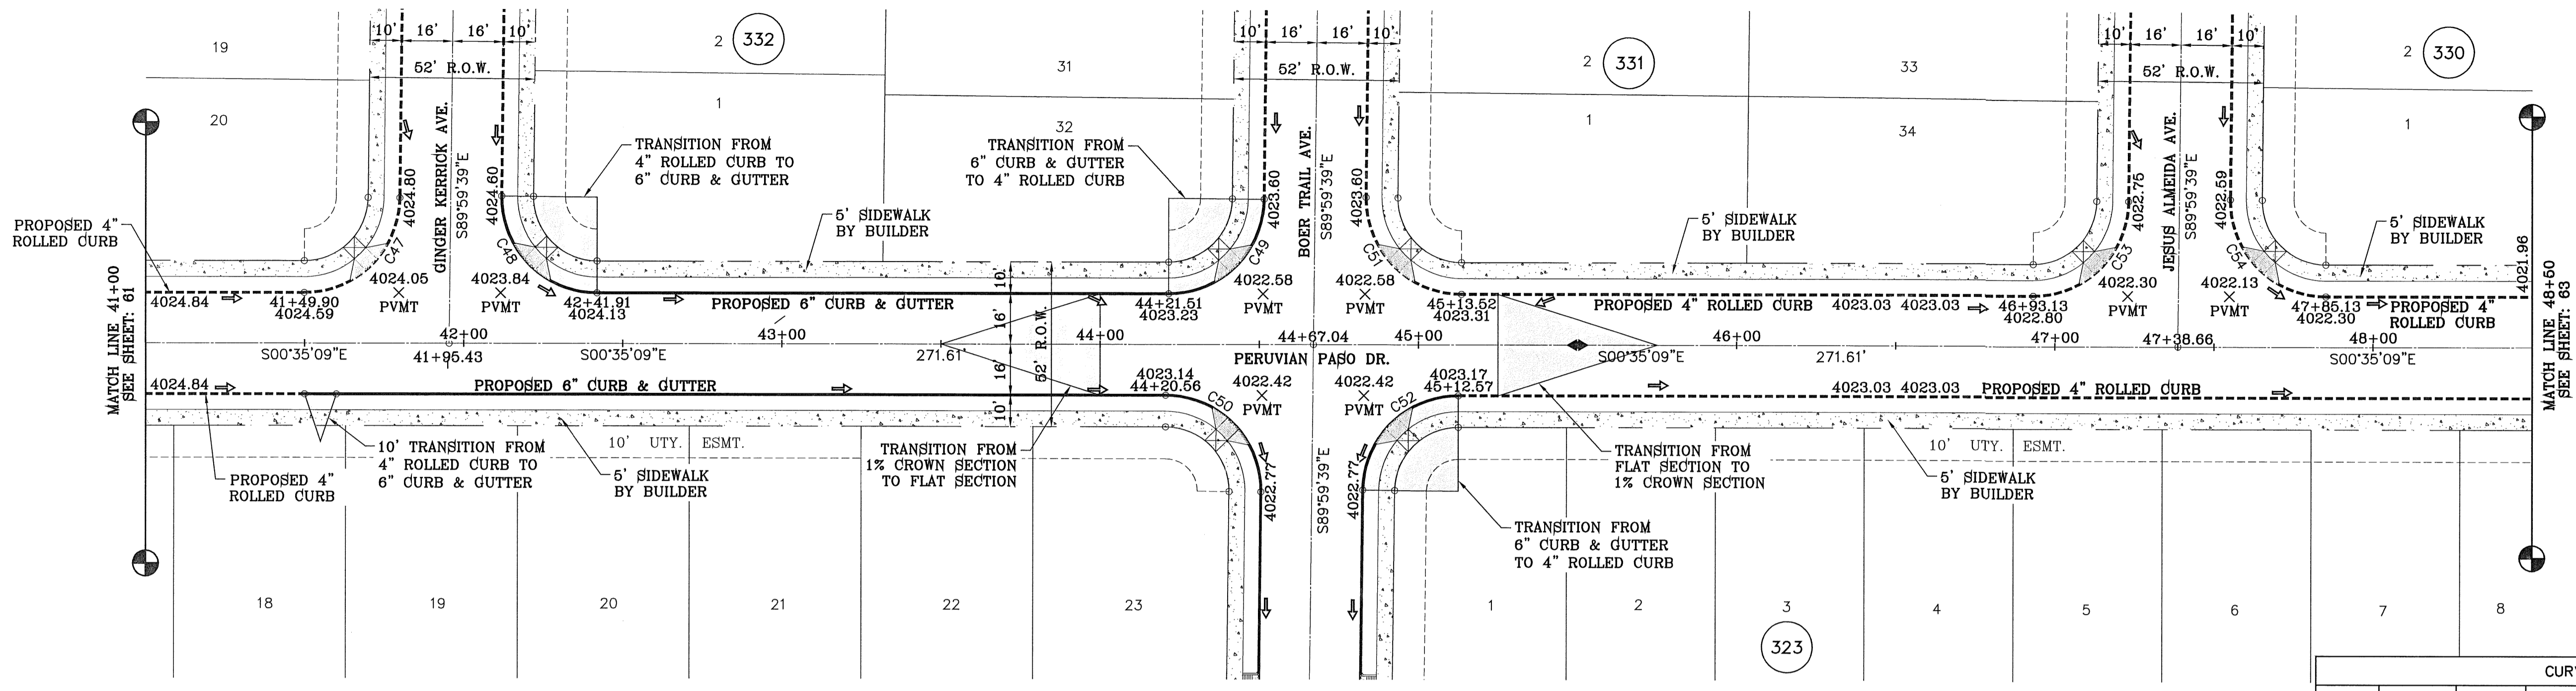 10' 16' 16' 10'
52' R.O.W.
19
20
2
332
1
31
32
10' 16' 16' 10'
52' R.O.W.
2
331
1
33
34
10' 16' 16' 10'
52' R.O.W.
2
330
1
GINGER KERRICK AVE.
S89°59'39"E
4024.80
4024.60
TRANSITION FROM
4" ROLLED CURB TO
6" CURB & GUTTER
TRANSITION FROM
6" CURB & GUTTER
TO 4" ROLLED CURB
BOER TRAIL AVE.
S89°59'39"E
4023.60
4023.60
JESUS ALMEIDA AVE.
S89°59'39"E
4022.75
4022.59
PROPOSED 4"
ROLLED CURB
5' SIDEWALK
BY BUILDER
5' SIDEWALK
BY BUILDER
5' SIDEWALK
BY BUILDER
4021.96
C47
C48
C49
C51
C53
C54
MATCH LINE 41+00
SEE SHEET: 61
4024.84
41+49.90
4024.59
4024.05
PVMT
4023.84
PVMT
42+41.91
4024.13
PROPOSED 6" CURB & GUTTER
10'
16'
16'
10'
52' R.O.W.
44+21.51
4023.23
4022.58
PVMT
4022.58
PVMT
45+13.52
4023.31
PROPOSED 4" ROLLED CURB
4023.03 4023.03
46+93.13
4022.80
4022.30
PVMT
4022.13
PVMT
47+85.13
4022.30
PROPOSED 4"
ROLLED CURB
MATCH LINE 48+50
SEE SHEET: 63
S00°35'09"E
42+00
41+95.43
S00°35'09"E
43+00
271.61'
44+00
44+67.04
PERUVIAN PASO DR.
45+00
S00°35'09"E
46+00
271.61'
47+00
47+38.66
48+00
S00°35'09"E
4024.84
PROPOSED 6" CURB & GUTTER
4023.14
44+20.56
C50
4022.42
PVMT
4022.42
PVMT
C52
4023.17
45+12.57
4023.03 4023.03
PROPOSED 4" ROLLED CURB
PROPOSED 4"
ROLLED CURB
10' TRANSITION FROM
4" ROLLED CURB TO
6" CURB & GUTTER
5' SIDEWALK
BY BUILDER
10' UTY. ESMT.
TRANSITION FROM
1% CROWN SECTION
TO FLAT SECTION
4022.77
S89°59'39"E
4022.77
TRANSITION FROM
FLAT SECTION TO
1% CROWN SECTION
TRANSITION FROM
6" CURB & GUTTER
TO 4" ROLLED CURB
5' SIDEWALK
BY BUILDER
10' UTY. ESMT.
18
19
20
21
22
23
1
2
3
4
5
6
7
8
323
CUR